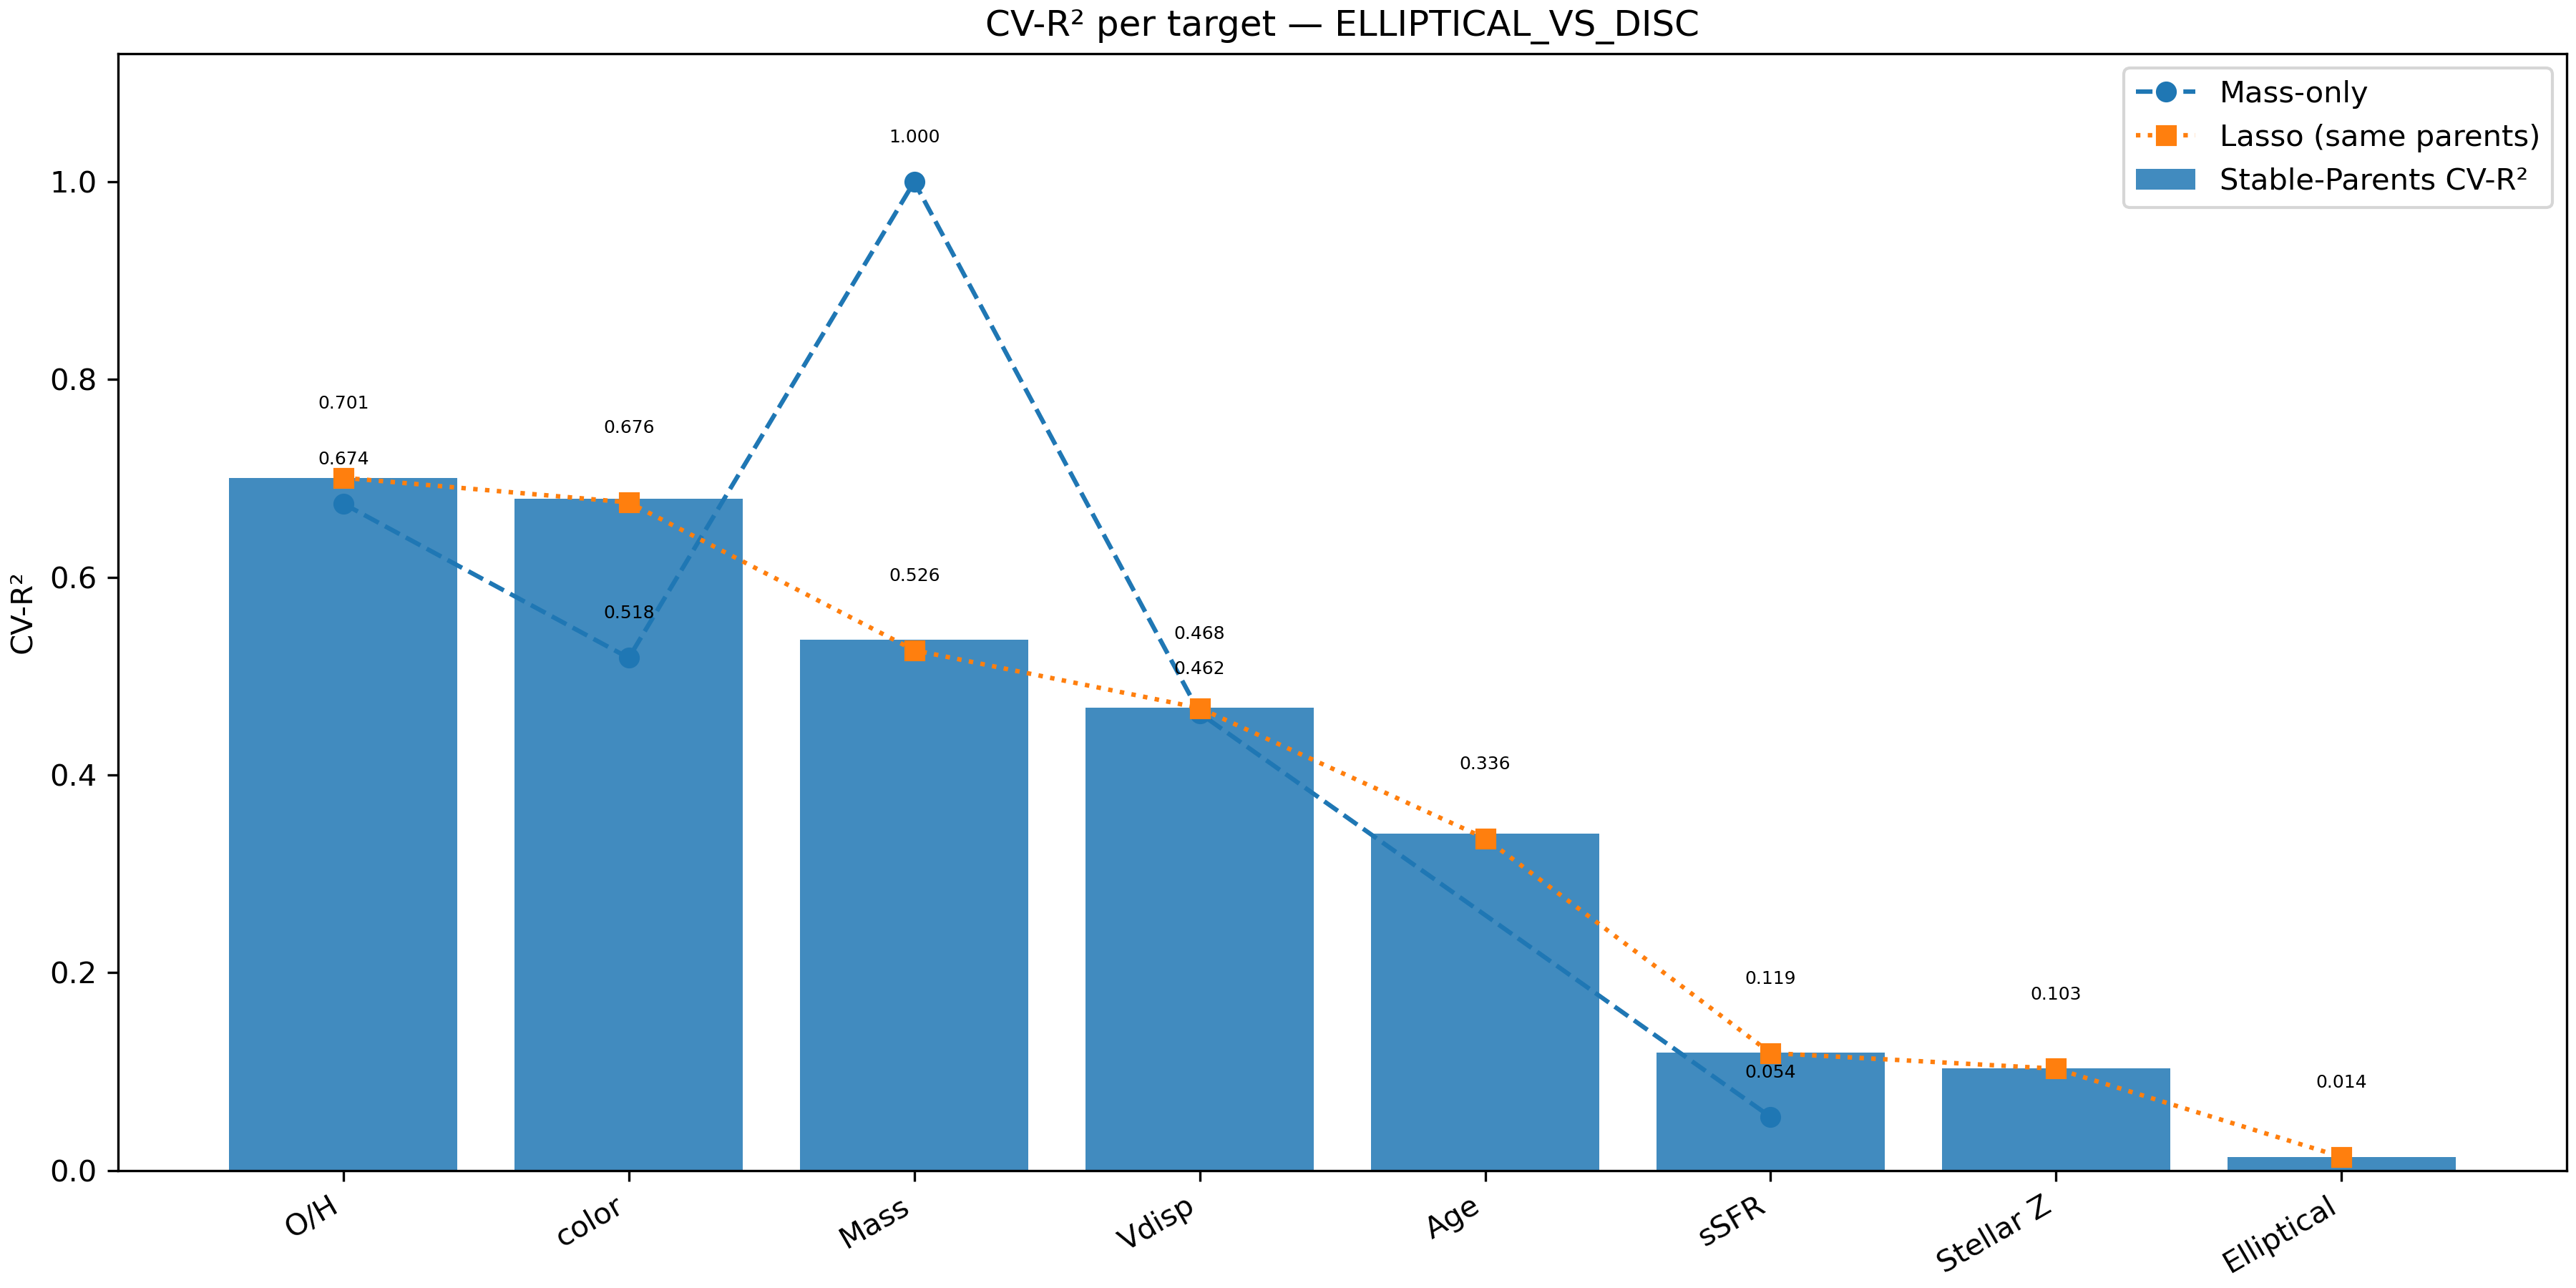 CV-R² per target — ELLIPTICAL_VS_DISC
Mass-only
Lasso (same parents)
Stable-Parents CV-R²
CV-R²
1.0
0.8
0.6
0.4
0.2
0.0
1.000
0.701
0.676
0.674
0.518
0.526
0.468
0.462
0.336
0.119
0.054
0.103
0.014
O/H
color
Mass
Vdisp
Age
sSFR
Stellar Z
Elliptical